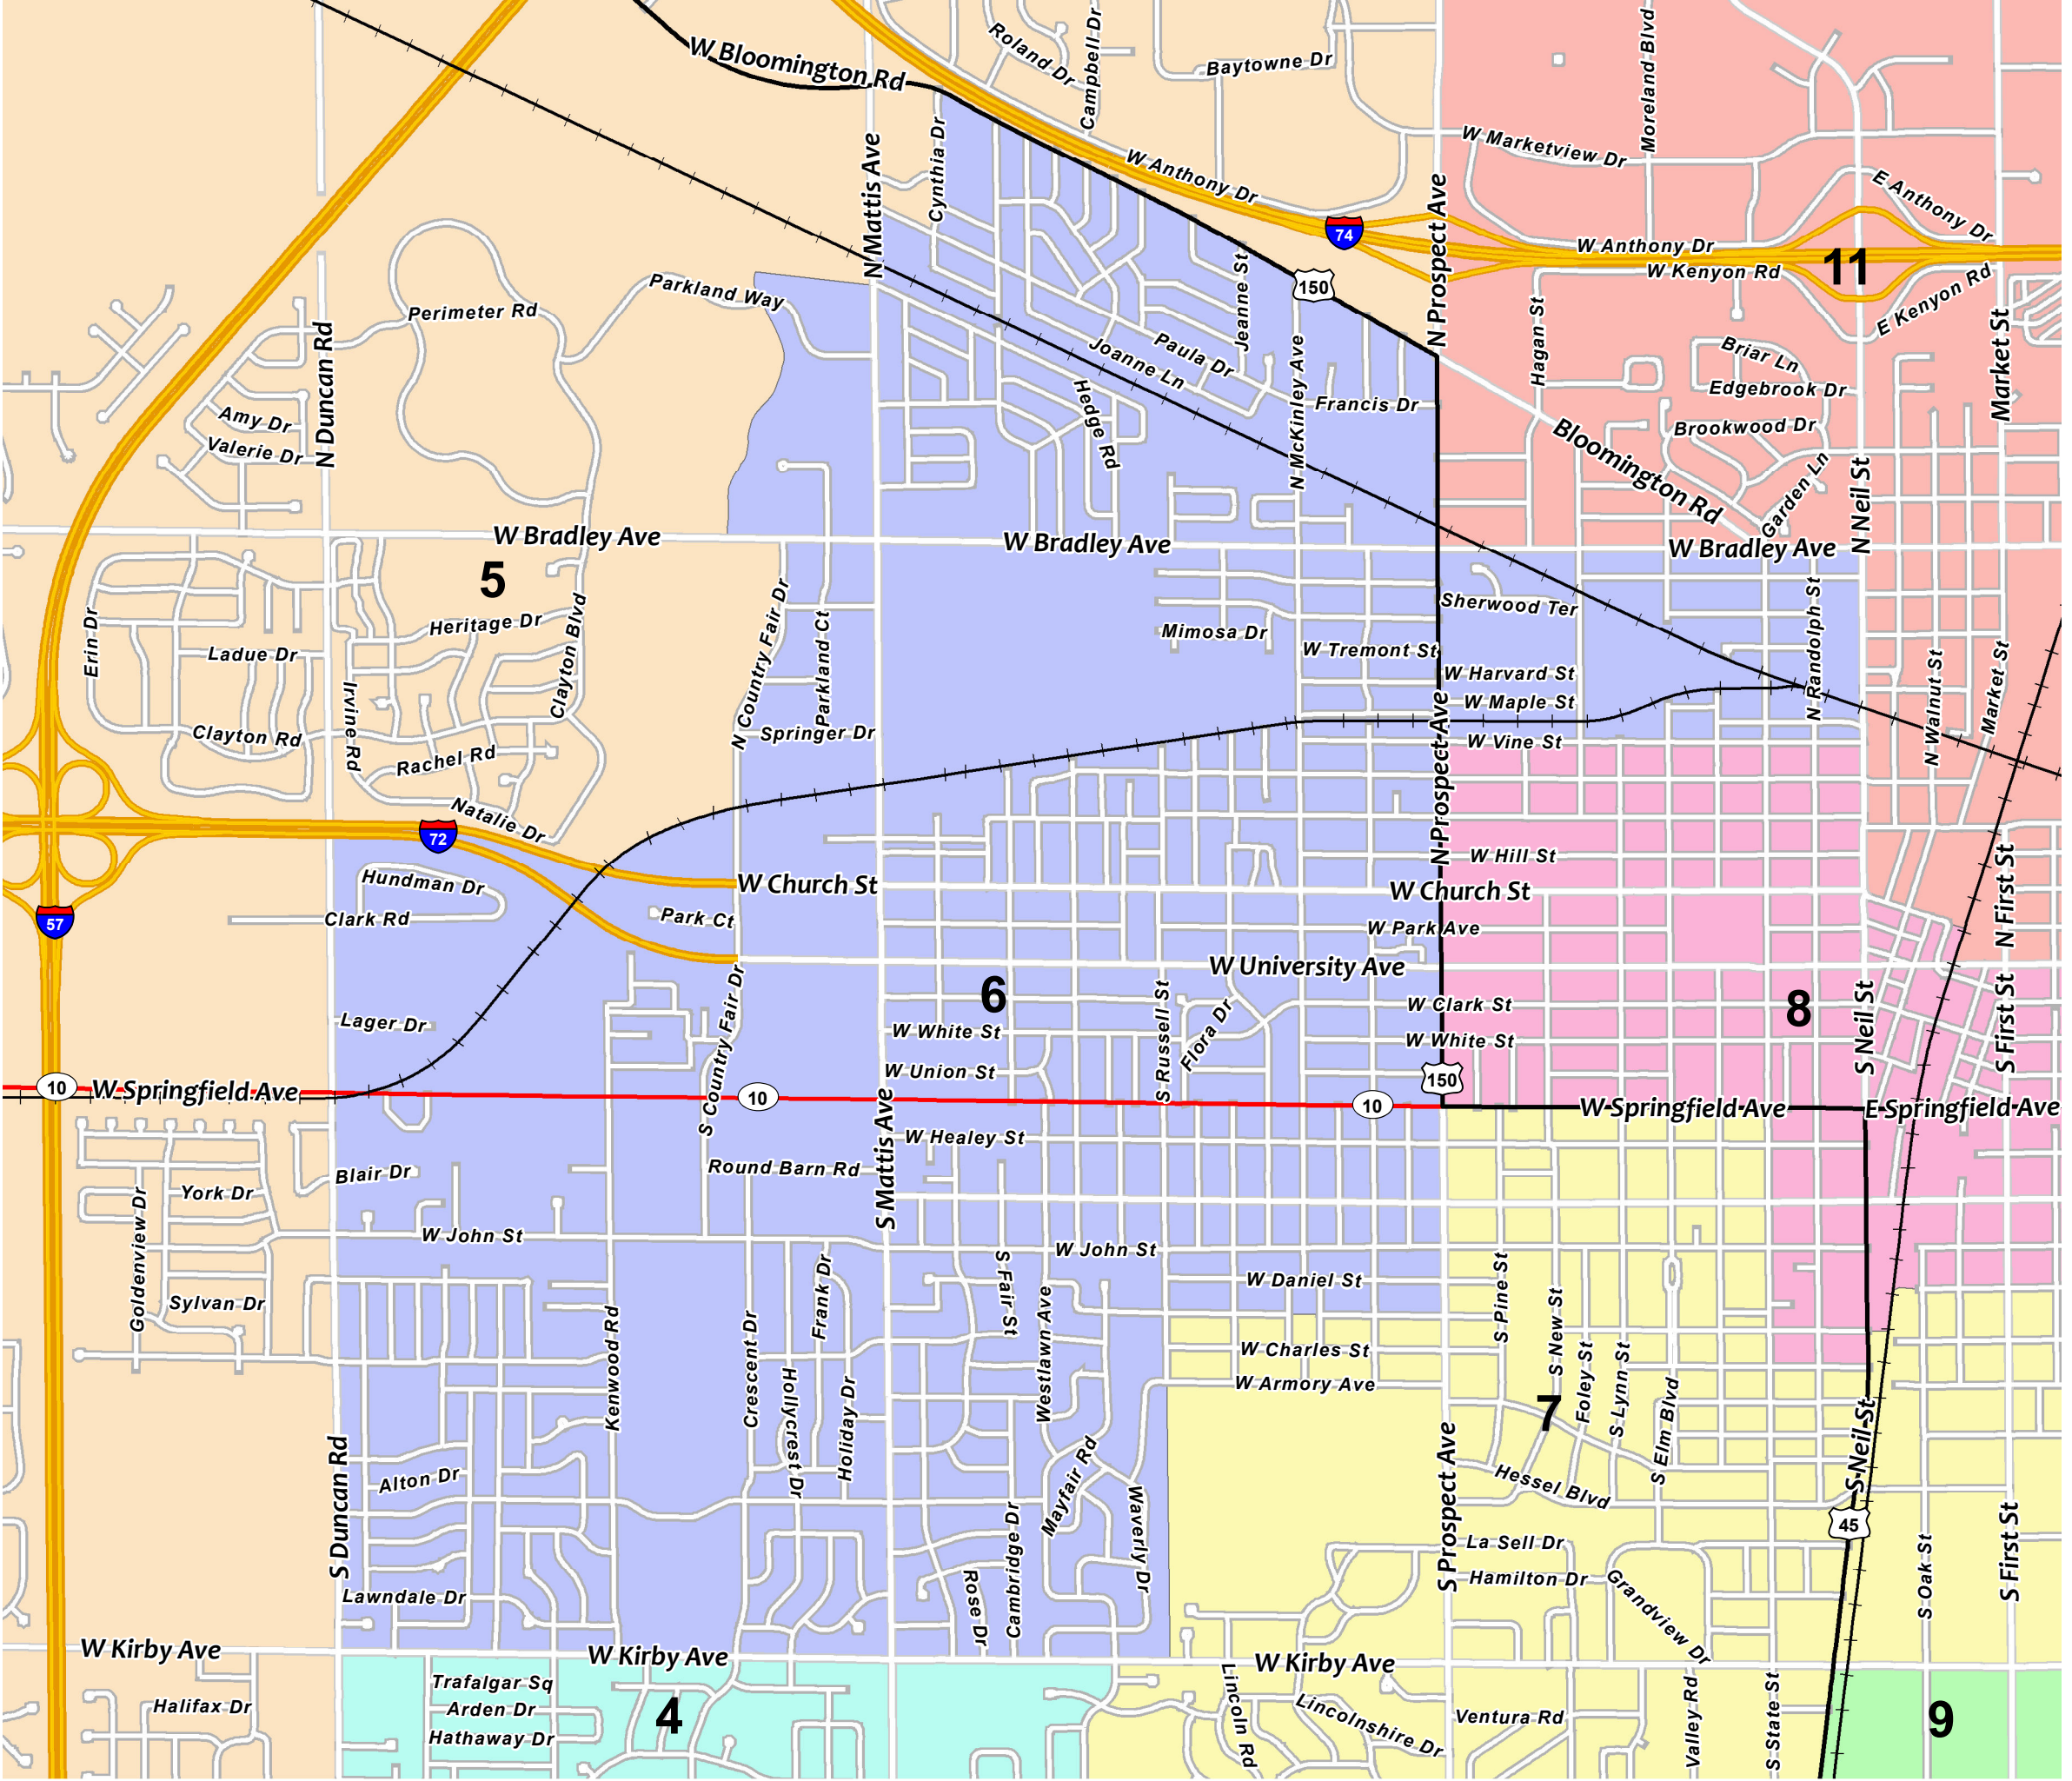 W Bloomington Rd
Roland Dr
Campbell Dr
Baytowne Dr
Moreland Blvd
W Marketview Dr
N Mattis Ave
Cynthia Dr
W Anthony Dr
N Prospect Ave
E Anthony Dr
74
W Anthony Dr
11
W Kenyon Rd
E Kenyon Rd
150
Jeanne St
Parkland Way
Perimeter Rd
N Duncan Rd
Hagan St
Market St
Briar Ln
Paula Dr
Joanne Ln
N McKinley Ave
Edgebrook Dr
Francis Dr
Hedge Rd
Amy Dr
Valerie Dr
Brookwood Dr
Bloomington Rd
Garden Ln
N Neil St
W Bradley Ave
W Bradley Ave
W Bradley Ave
5
N Country Fair Dr
Parkland Ct
Clayton Blvd
Erin Dr
Heritage Dr
Sherwood Ter
N Randolph St
Mimosa Dr
W Tremont St
Ladue Dr
W Harvard St
Irvine Rd
W Maple St
N Walnut St
Market St
Clayton Rd
Springer Dr
W Vine St
Rachel Rd
N Prospect Ave
Natalie Dr
72
W Hill St
N First St
Hundman Dr
W Church St
W Church St
Clark Rd
57
Park Ct
W Park Ave
W University Ave
6
8
S Country Fair Dr
S Russell St
Flora Dr
W Clark St
S Neil St
S First St
Lager Dr
W White St
W White St
W Union St
150
10
W Springfield Ave
10
10
W Springfield Ave
E Springfield Ave
S Mattis Ave
W Healey St
Round Barn Rd
Blair Dr
York Dr
Goldenview Dr
W John St
W John St
S Fair St
Frank Dr
W Daniel St
S Pine St
Sylvan Dr
Kenwood Rd
Crescent Dr
Westlawn Ave
S New St
W Charles St
Foley St
S Lynn St
W Armory Ave
Hollycrest Dr
Holiday Dr
7
S Elm Blvd
S Neil St
S Duncan Rd
Alton Dr
Mayfair Rd
Waverly Dr
S Prospect Ave
Hessel Blvd
45
Cambridge Dr
La Sell Dr
Rose Dr
Hamilton Dr
Grandview Dr
S Oak St
S First St
Lawndale Dr
W Kirby Ave
W Kirby Ave
W Kirby Ave
Trafalgar Sq
Halifax Dr
Arden Dr
4
Hathaway Dr
Lincoln Rd
Lincolnshire Dr
Ventura Rd
Valley Rd
S State St
9